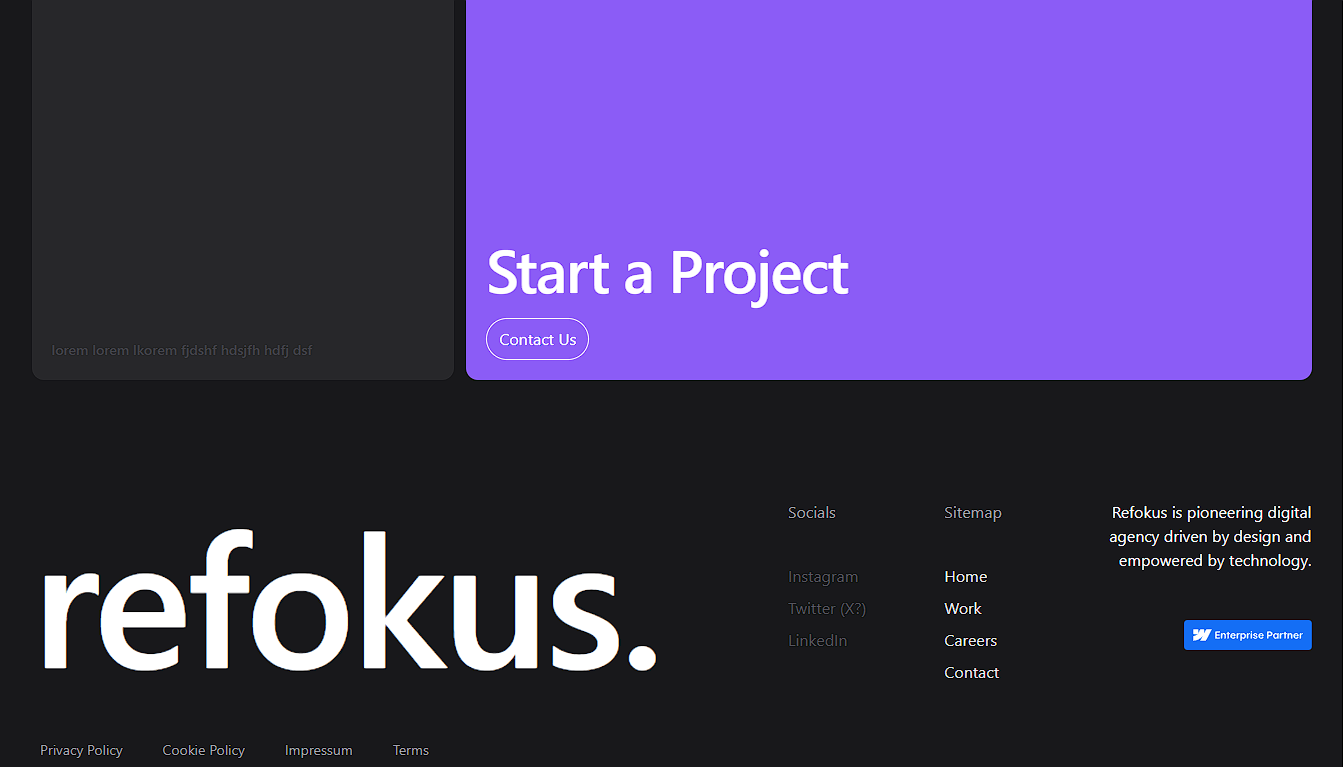 Start a Project
Contact Us
lorem lorem lkorem fjdshf hdsjfh hdfj dsf
refokus.
Socials
Instagram
Twitter (X?)
LinkedIn
Sitemap
Home
Work
Careers
Contact
Refokus is pioneering digital
agency driven by design and
empowered by technology.
Enterprise Partner
Privacy Policy
Cookie Policy
Impressum
Terms